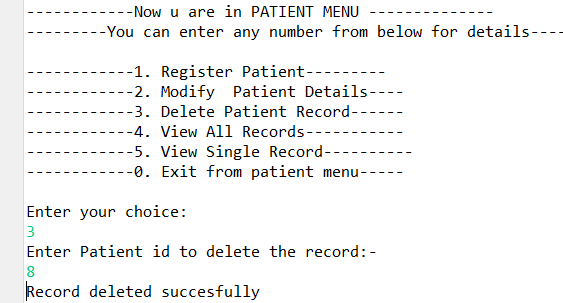 ------------Now u are in PATIENT MENU --------------
---------You can enter any number from below for details----
------------1. Register Patient---------
------------2. Modify  Patient Details----
------------3. Delete Patient Record------
------------4. View All Records-----------
------------5. View Single Record----------
------------0. Exit from patient menu-----
Enter your choice:
3
Enter Patient id to delete the record:-
8
Record deleted succesfully